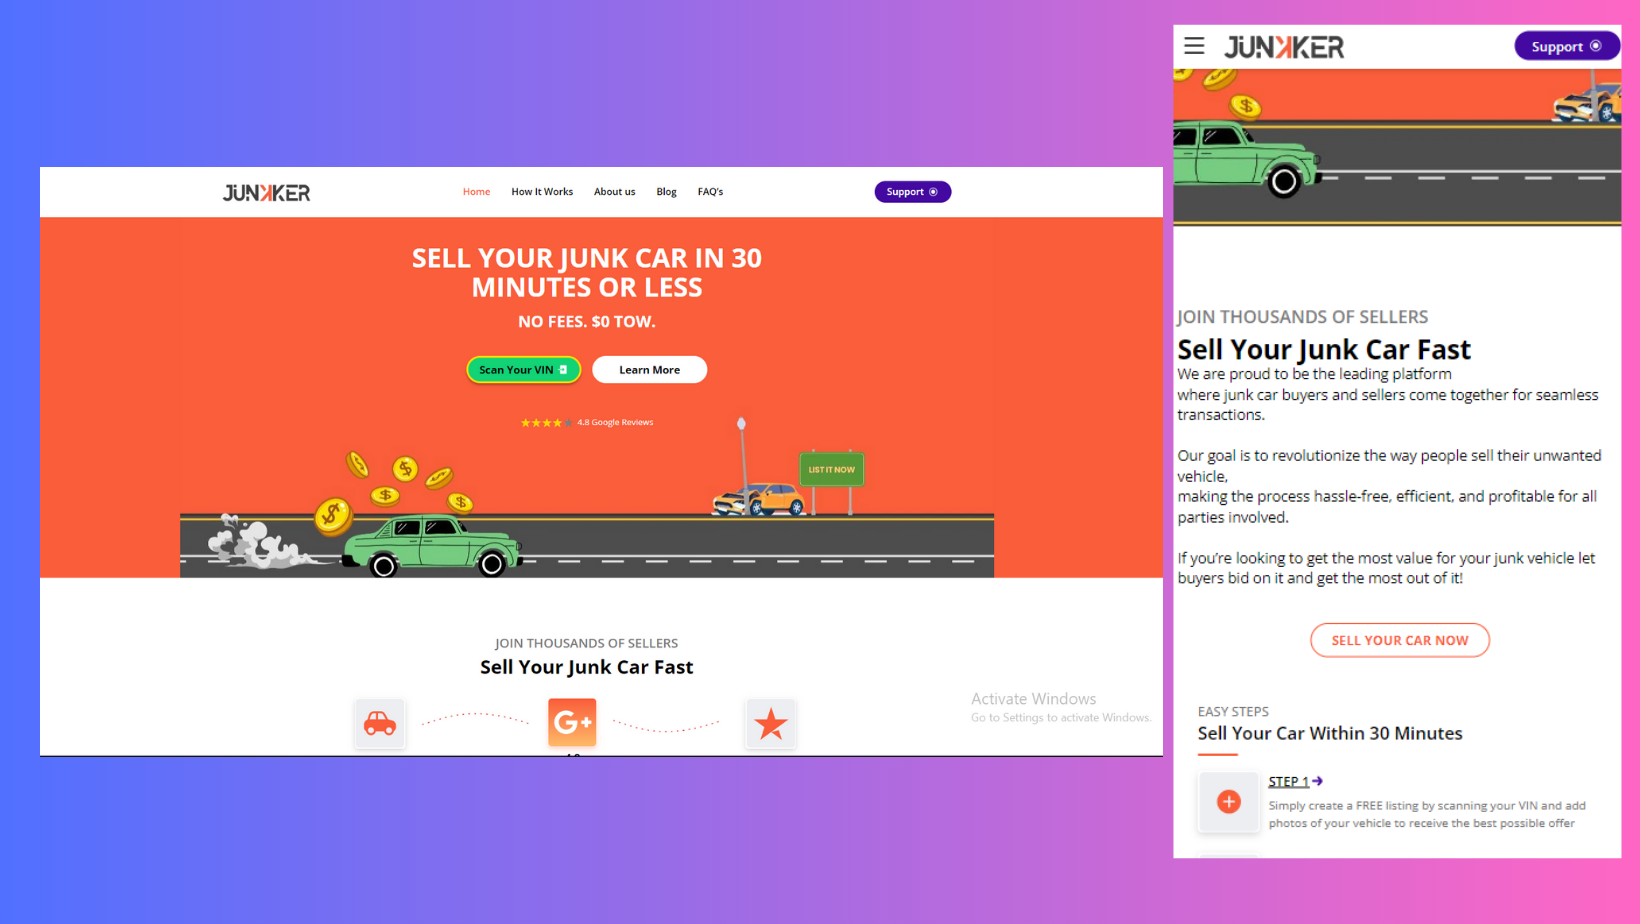 JUNKKER
Home How It Works About us Blog FAQ's
Support
SELL YOUR JUNK CAR IN 30
MINUTES OR LESS
NO FEES. $0 TOW.
Scan Your VIN
Learn More
4.8 Google Reviews
LIST IT NOW
JOIN THOUSANDS OF SELLERS
Sell Your Junk Car Fast
G+
Activate Windows
Go to Settings to activate Windows.
JUNKKER
Support
JOIN THOUSANDS OF SELLERS
Sell Your Junk Car Fast
We are proud to be the leading platform
where junk car buyers and sellers come together for seamless
transactions.
Our goal is to revolutionize the way people sell their unwanted
vehicle,
making the process hassle-free, efficient, and profitable for all
parties involved.
If you’re looking to get the most value for your junk vehicle let
buyers bid on it and get the most out of it!
SELL YOUR CAR NOW
EASY STEPS
Sell Your Car Within 30 Minutes
STEP 1
Simply create a FREE listing by scanning your VIN and add
photos of your vehicle to receive the best possible offer